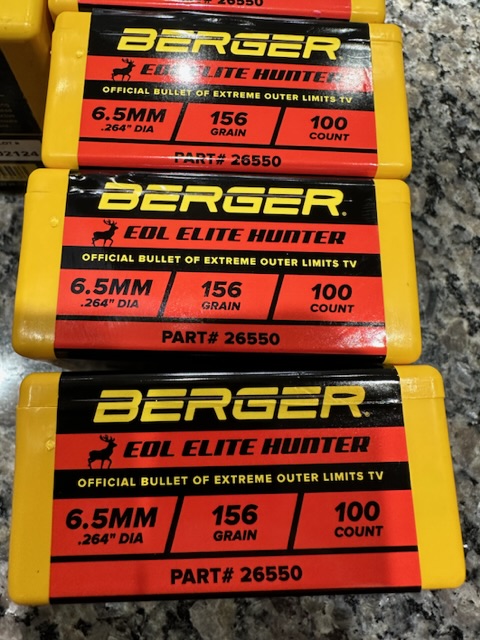 PART# 26550
BERGER
EOL ELITE HUNTER
OFFICIAL BULLET OF EXTREME OUTER LIMITS TV
6.5MM 156 100
.264" DIA GRAIN COUNT
PART# 26550
BERGER.
EOL ELITE HUNTER
OFFICIAL BULLET OF EXTREME OUTER LIMITS TV
6.5MM 156 100
.264" DIA GRAIN COUNT
PART# 26550
BERGER.
EOL ELITE HUNTER
OFFICIAL BULLET OF EXTREME OUTER LIMITS TV
6.5MM 156 100
.264" DIA GRAIN COUNT
PART# 26550